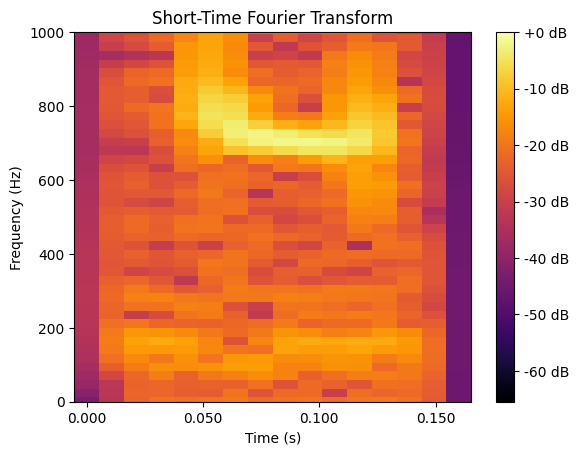 Short-Time Fourier Transform
1000
800
600
400
200
0
Frequency (Hz)
0.000
0.050
0.100
0.150
Time (s)
+0 dB
-10 dB
-20 dB
-30 dB
-40 dB
-50 dB
-60 dB